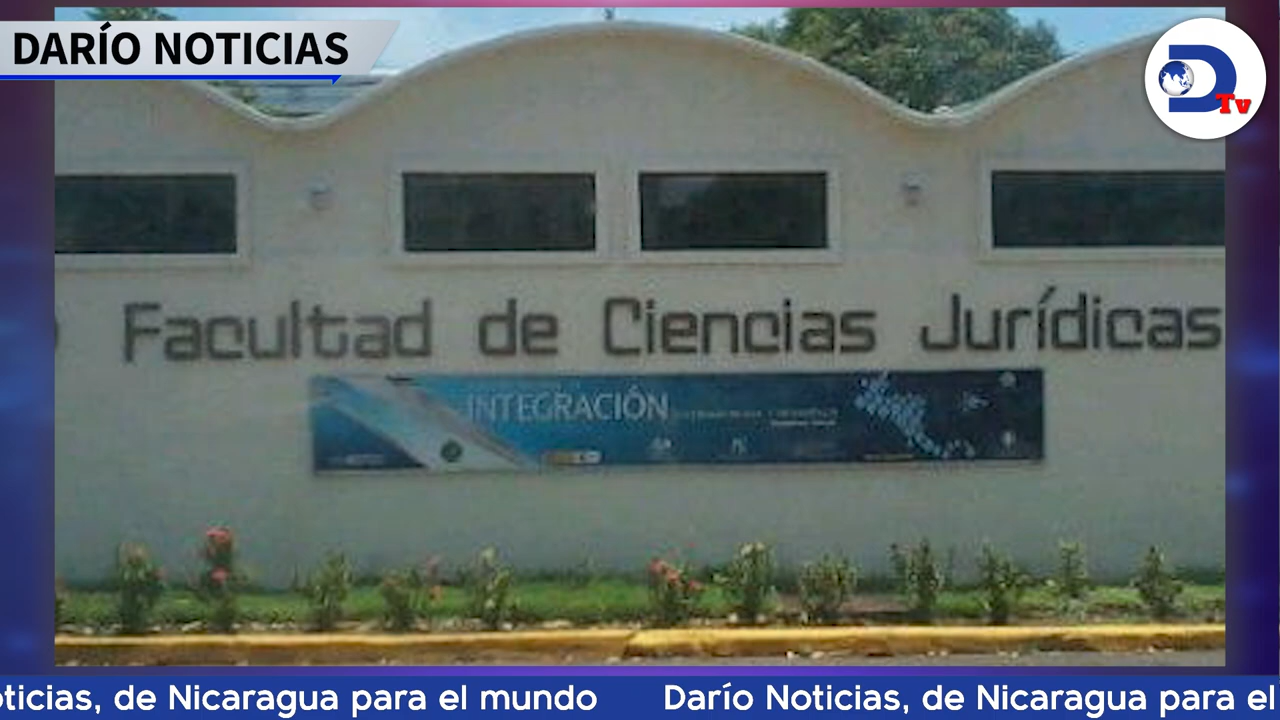 DARÍO NOTICIAS
D Tv
Facultad de Ciencias Jurídicas
INTEGRACIÓN
oticias, de Nicaragua para el mundo Darío Noticias, de Nicaragua para el